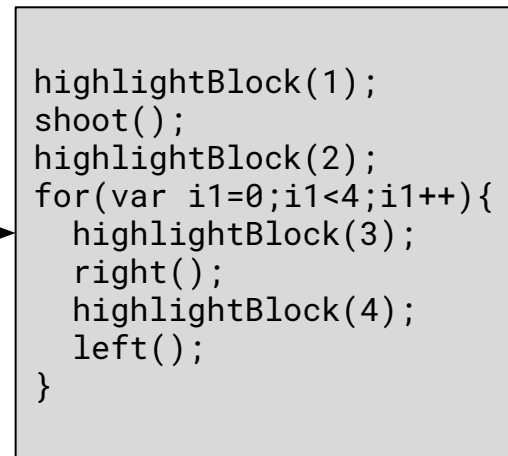 highlightBlock(1);
shoot();
highlightBlock(2);
for(var i1=0;i1<4;i1++){
  highlightBlock(3);
  right();
  highlightBlock(4);
  left();
}